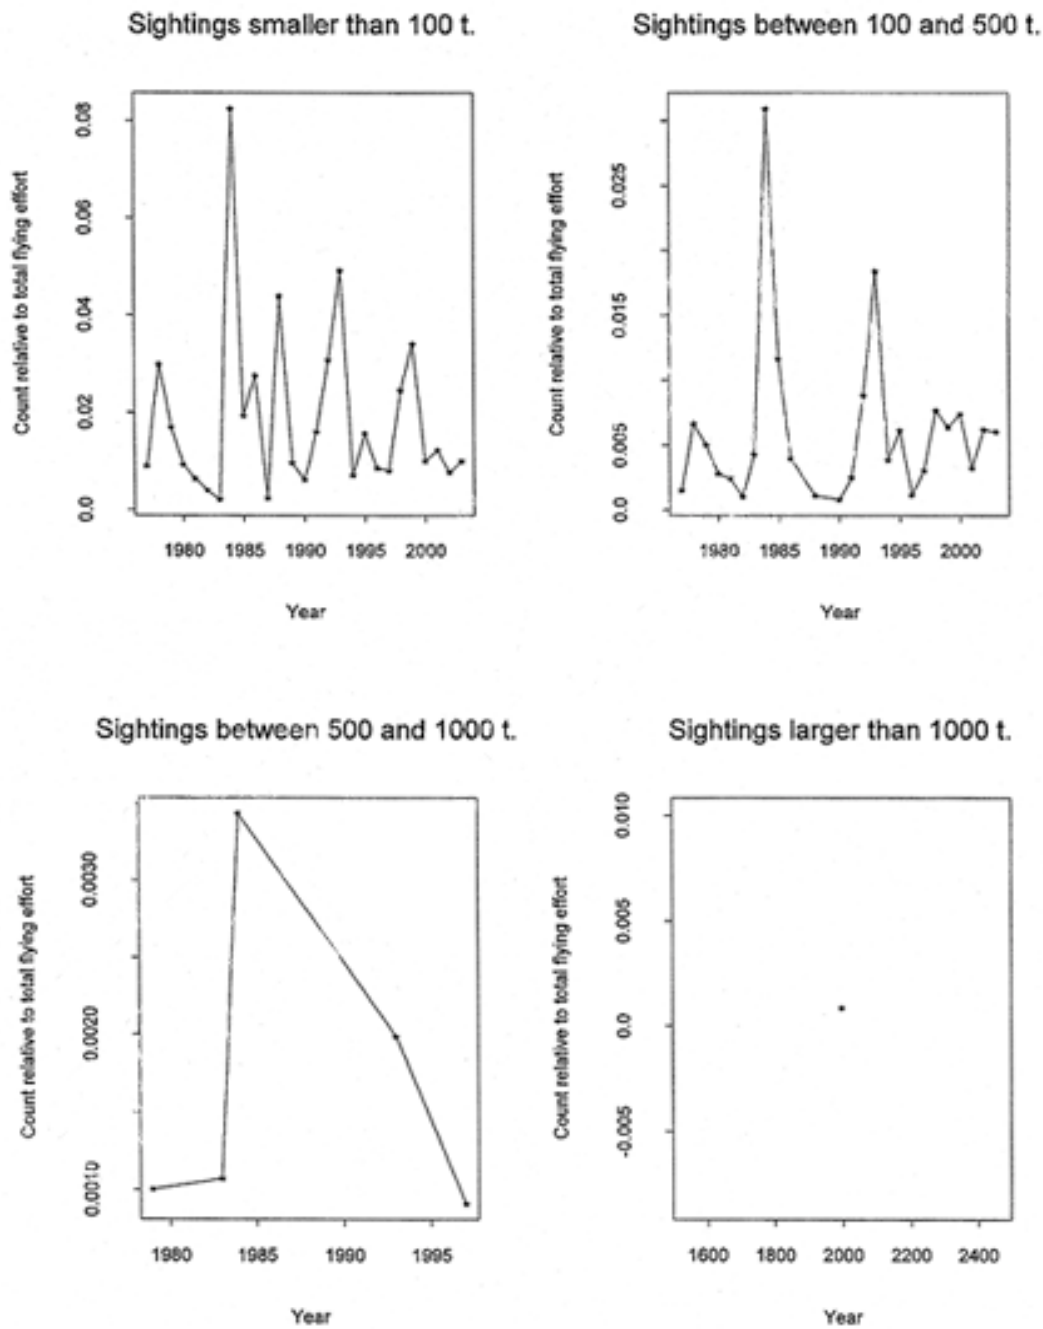 Sightings smaller than 100 t.
Count relative to total flying effort
0.08
0.06
0.04
0.02
0.0
1980 1985 1990 1995 2000
Year
Sightings between 100 and 500 t.
Count relative to total flying effort
0.025
0.015
0.005
0.0
1980 1985 1990 1995 2000
Year
Sightings between 500 and 1000 t.
Count relative to total flying effort
0.0030
0.0020
0.0010
1980 1985 1990 1995
Year
Sightings larger than 1000 t.
Count relative to total flying effort
0.010
0.005
0.0
-0.005
1600 1800 2000 2200 2400
Year